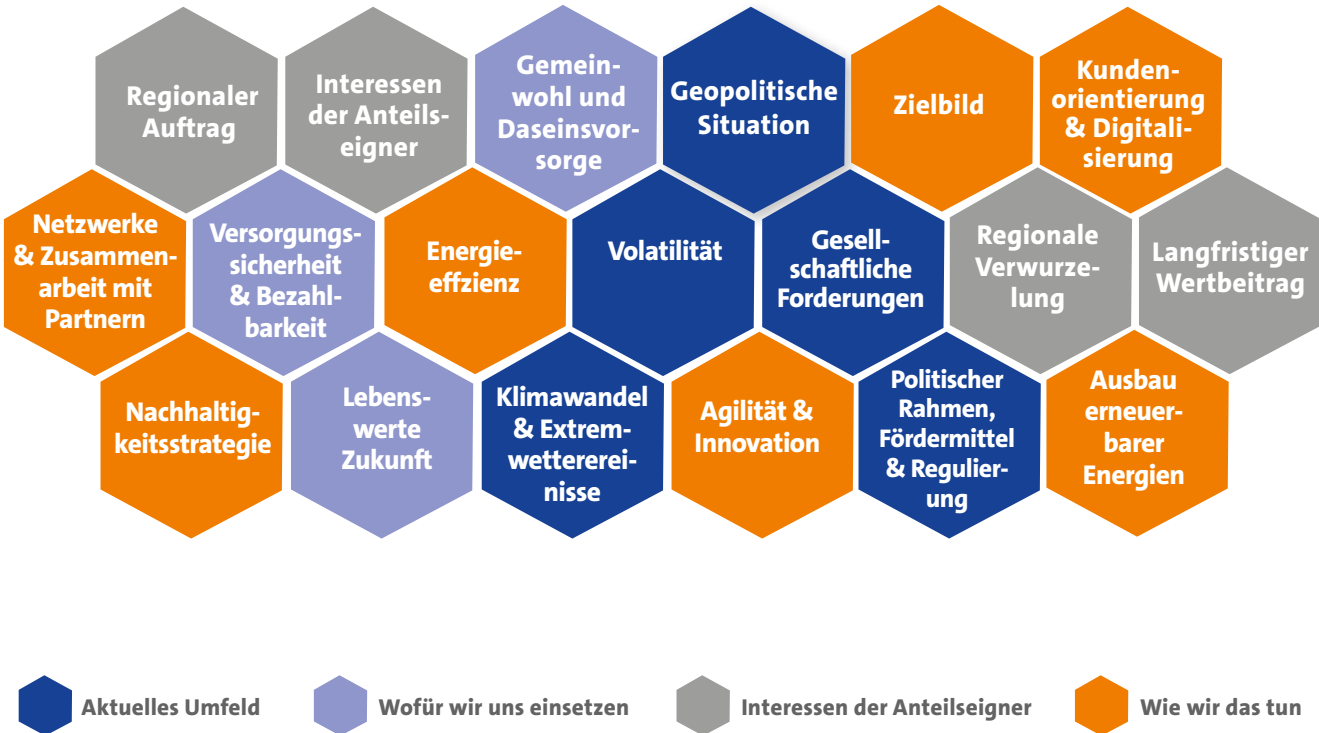 Regionaler
Auftrag
Interessen
der Anteils-
eigner
Gemein-
wohl und
Daseinsvor-
sorge
Geopolitische
Situation
Zielbild
Kunden-
orientierung
& Digitali-
sierung
Netzwerke
& Zusammen-
arbeit mit
Partnern
Versorgungs-
sicherheit
& Bezahl-
barkeit
Energie-
effzienz
Volatilität
Gesell-
schaftliche
Forderungen
Regionale
Verwurze-
lung
Langfristiger
Wertbeitrag
Nachhaltig-
keitsstrategie
Lebens-
werte
Zukunft
Klimawandel
& Extrem-
wettererei-
nisse
Agilität &
Innovation
Politischer
Rahmen,
Fördermittel
& Regulier-
ung
Ausbau
erneuer-
barer
Energien
Aktuelles Umfeld
Wofür wir uns einsetzen
Interessen der Anteilseigner
Wie wir das tun